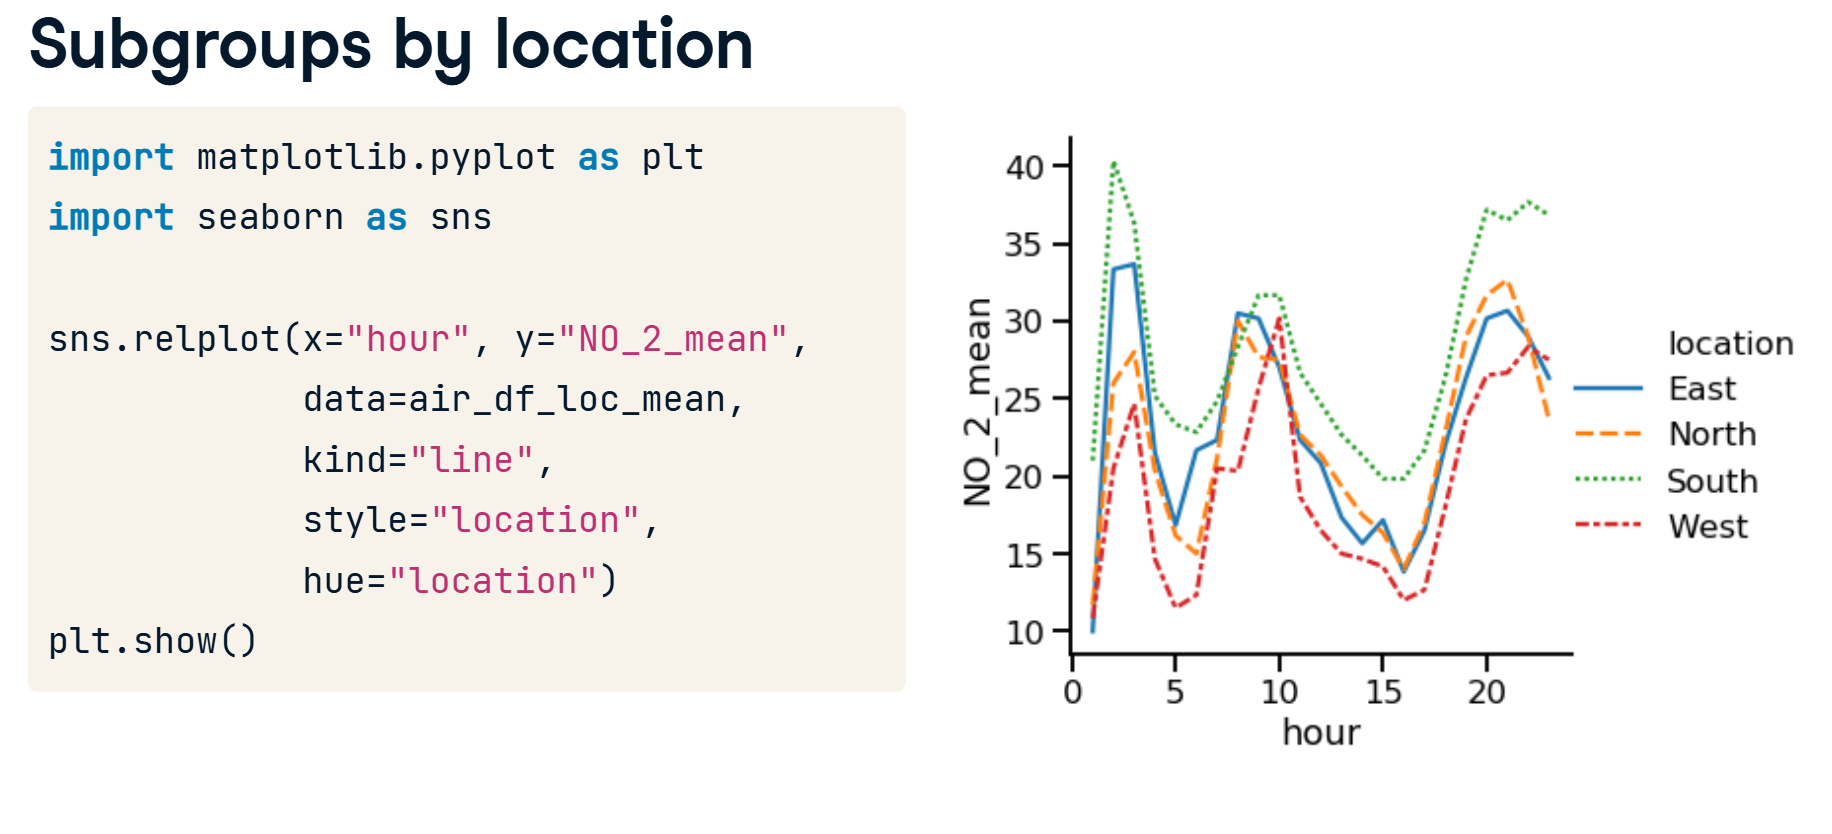 Subgroups by location
import matplotlib.pyplot as plt
import seaborn as sns
sns.relplot(x="hour", y="NO_2_mean",
data=air_df_loc_mean,
kind="line",
style="location",
hue="location")
plt.show()
40
35
30
25
20
15
10
NO_2_mean
0 5 10 15 20
hour
location
East
North
South
West